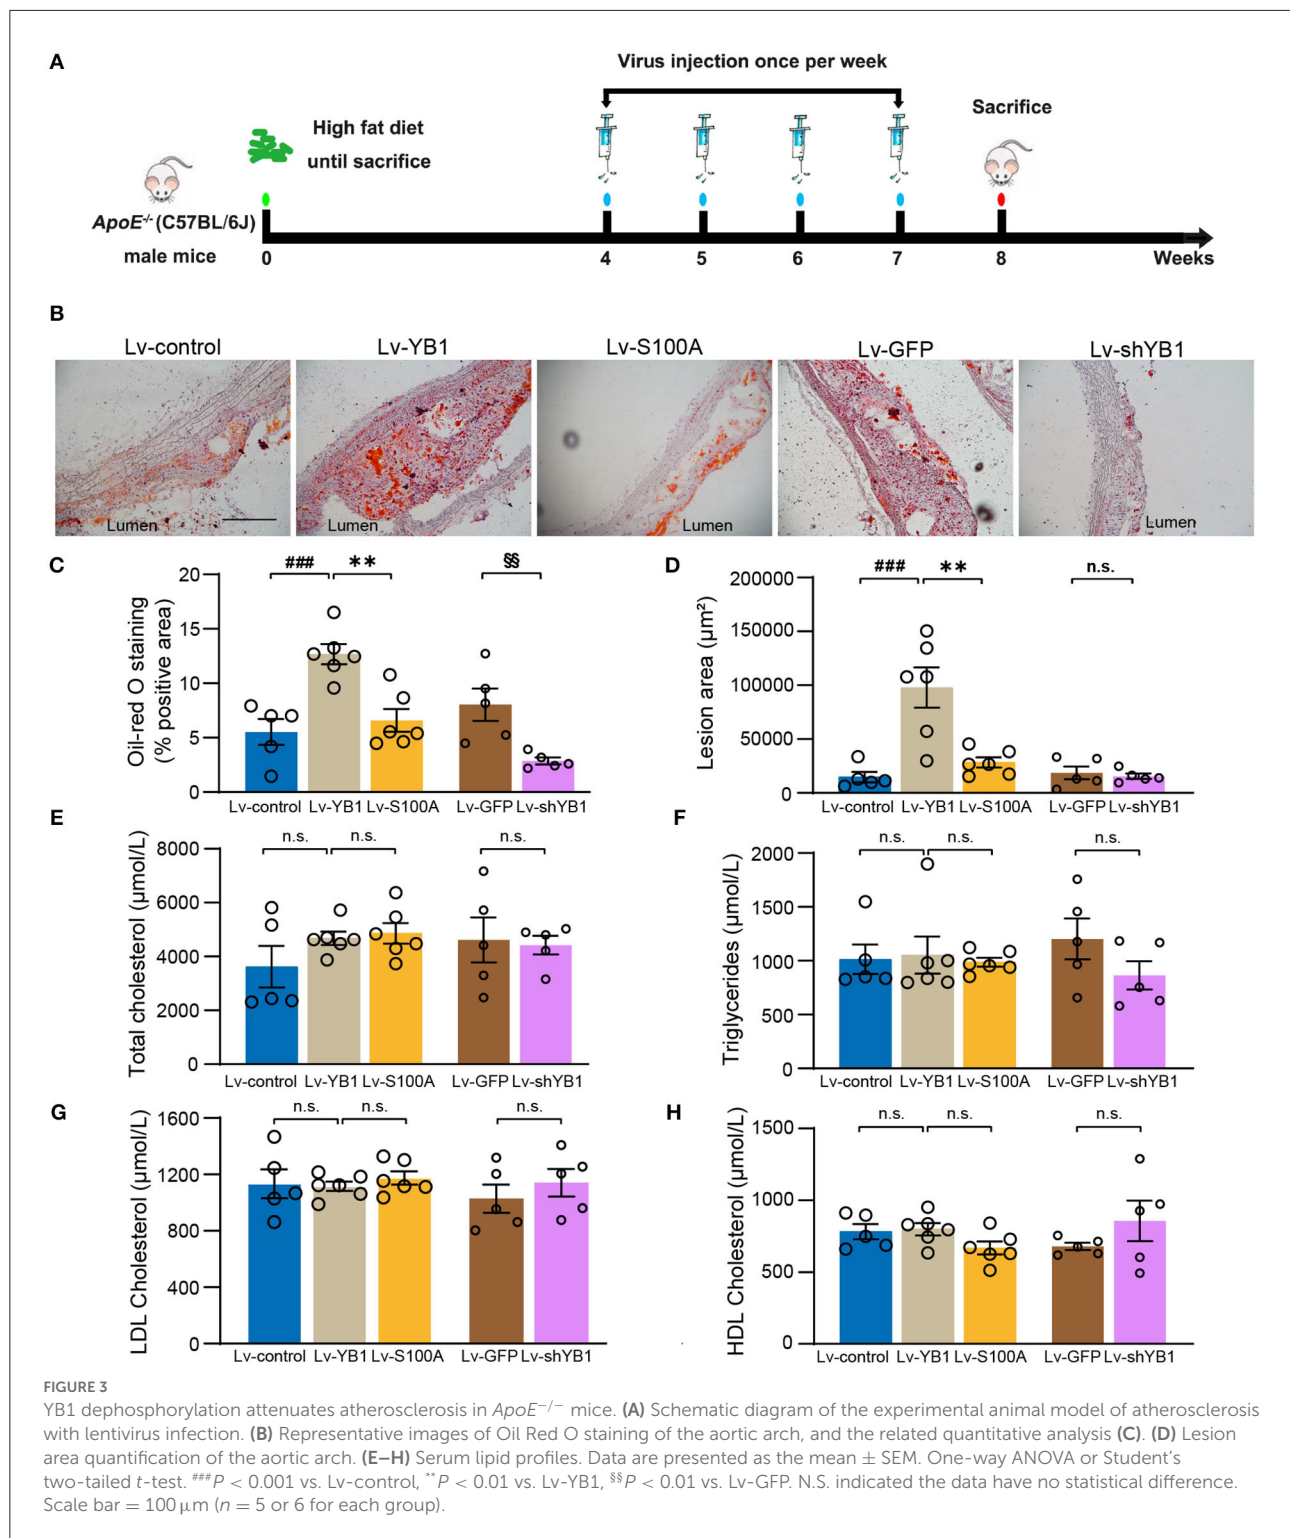 A
Virus injection once per week
High fat diet
until sacrifice
Sacrifice
ApoE-/- (C57BL/6J)
male mice
0 4 5 6 7 8 Weeks
B
Lv-control Lv-YB1 Lv-S100A Lv-GFP Lv-shYB1
Lumen Lumen Lumen Lumen
C
Oil-red O staining
(% positive area)
20
15
10
5
0
### ** §§
Lv-control Lv-YB1 Lv-S100A Lv-GFP Lv-shYB1
D
Lesion area (µm²)
200000
150000
100000
50000
0
### ** n.s.
Lv-control Lv-YB1 Lv-S100A Lv-GFP Lv-shYB1
E
Total cholesterol (µmol/L)
8000
6000
4000
2000
0
n.s. n.s. n.s.
Lv-control Lv-YB1 Lv-S100A Lv-GFP Lv-shYB1
F
Triglycerides (µmol/L)
2000
1500
1000
500
0
n.s. n.s. n.s.
Lv-control Lv-YB1 Lv-S100A Lv-GFP Lv-shYB1
G
LDL Cholesterol (µmol/L)
1600
1200
800
400
0
n.s. n.s. n.s.
Lv-control Lv-YB1 Lv-S100A Lv-GFP Lv-shYB1
H
HDL Cholesterol (µmol/L)
1500
1000
500
0
n.s. n.s. n.s.
Lv-control Lv-YB1 Lv-S100A Lv-GFP Lv-shYB1
FIGURE 3
YB1 dephosphorylation attenuates atherosclerosis in ApoE−/− mice. (A) Schematic diagram of the experimental animal model of atherosclerosis
with lentivirus infection. (B) Representative images of Oil Red O staining of the aortic arch, and the related quantitative analysis (C). (D) Lesion
area quantification of the aortic arch. (E–H) Serum lipid profiles. Data are presented as the mean ± SEM. One-way ANOVA or Student's
two-tailed t-test. ###P < 0.001 vs. Lv-control, **P < 0.01 vs. Lv-YB1, §§P < 0.01 vs. Lv-GFP. N.S. indicated the data have no statistical difference.
Scale bar = 100 µm (n = 5 or 6 for each group).